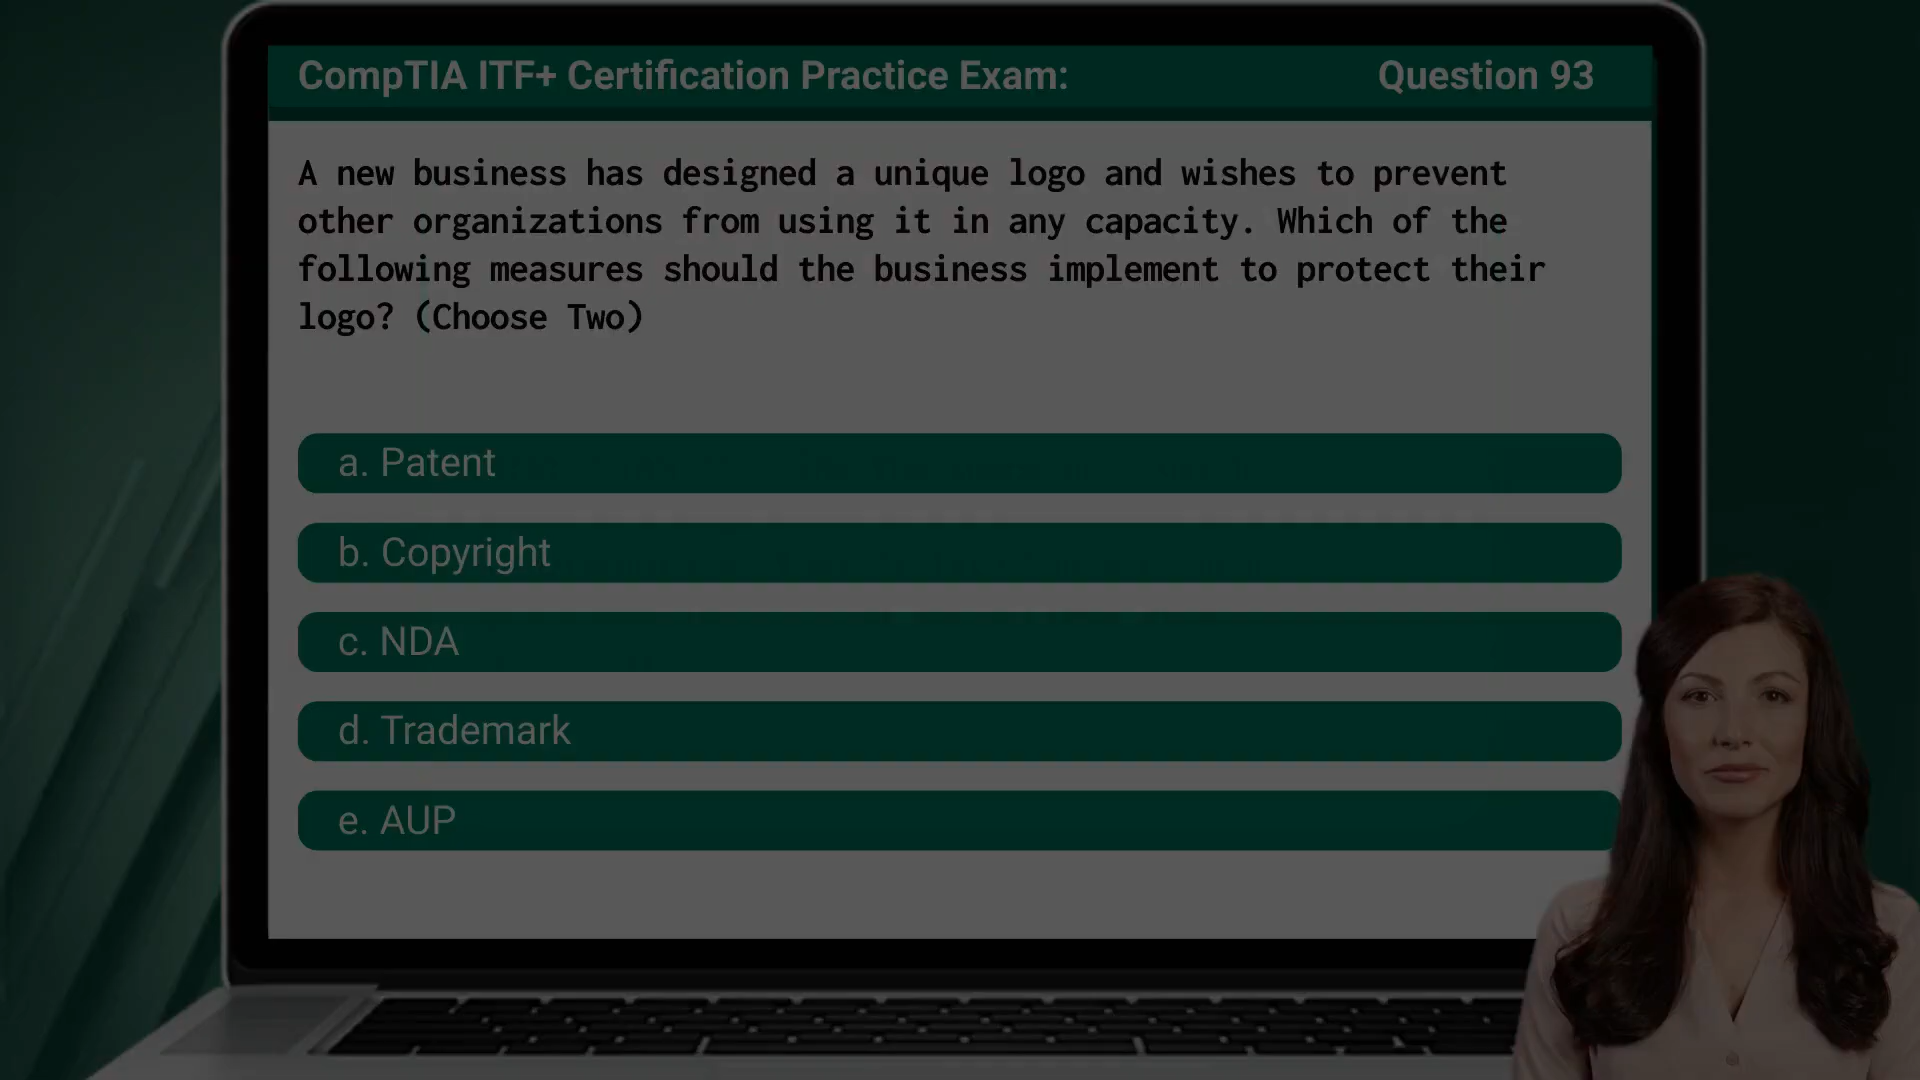 CompTIA ITF+ Certification Practice Exam: Question 93
A new business has designed a unique logo and wishes to prevent
other organizations from using it in any capacity. Which of the
following measures should the business implement to protect their
logo? (Choose Two)
a. Patent
b. Copyright
c. NDA
d. Trademark
e. AUP